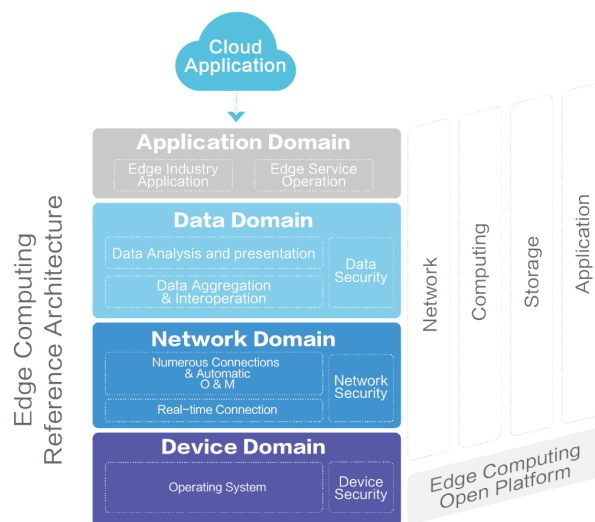 Cloud
Application
Edge Computing
Reference Architecture
Application Domain
Edge Industry
Application
Edge Service
Operation
Data Domain
Data Analysis and presentation
Data Aggregation
& Interoperation
Data
Security
Network Domain
Numerous Connections
& Automatic
O & M
Real-time Connection
Network
Security
Device Domain
Operating System
Device
Security
Network
Computing
Storage
Application
Edge Computing
Open Platform